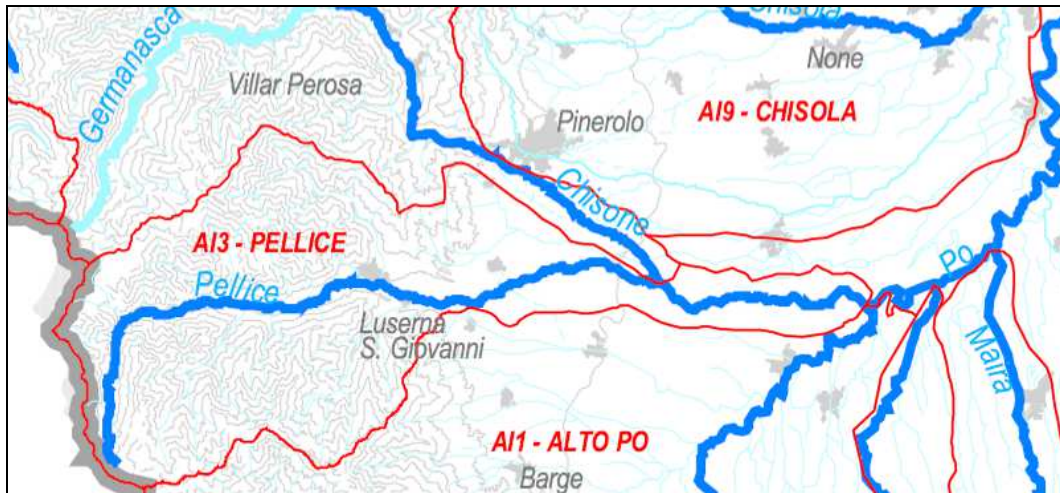 Chisola
None
Germanasca
Villar Perosa
Pinerolo
AI9 - CHISOLA
Chisone
AI3 - PELLICE
Pellice
Po
Luserna
S. Giovanni
Maira
AI1 - ALTO PO
Barge